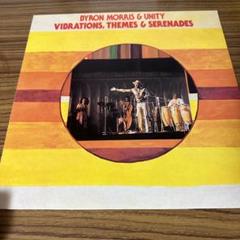 BYRON MORRIS & UNITY
VIBRATIONS, THEMES & SERENADES